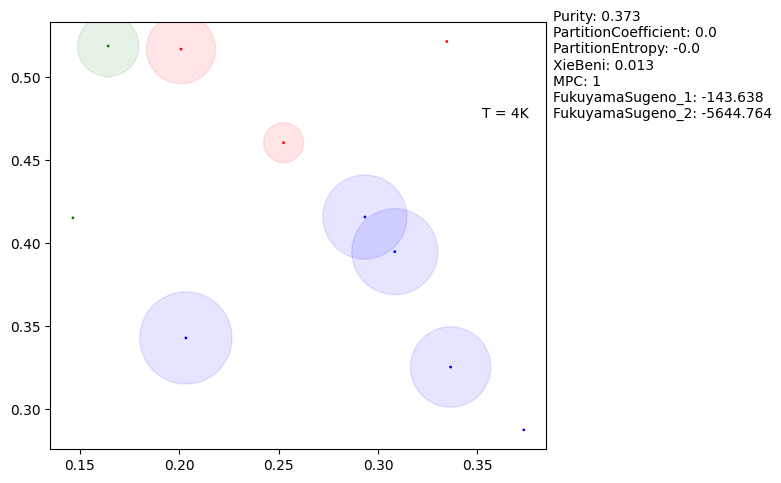 Purity: 0.373
PartitionCoefficient: 0.0
PartitionEntropy: -0.0
XieBeni: 0.013
MPC: 1
FukuyamaSugeno_1: -143.638
FukuyamaSugeno_2: -5644.764
T = 4K
0.50
0.45
0.40
0.35
0.30
0.15 0.20 0.25 0.30 0.35